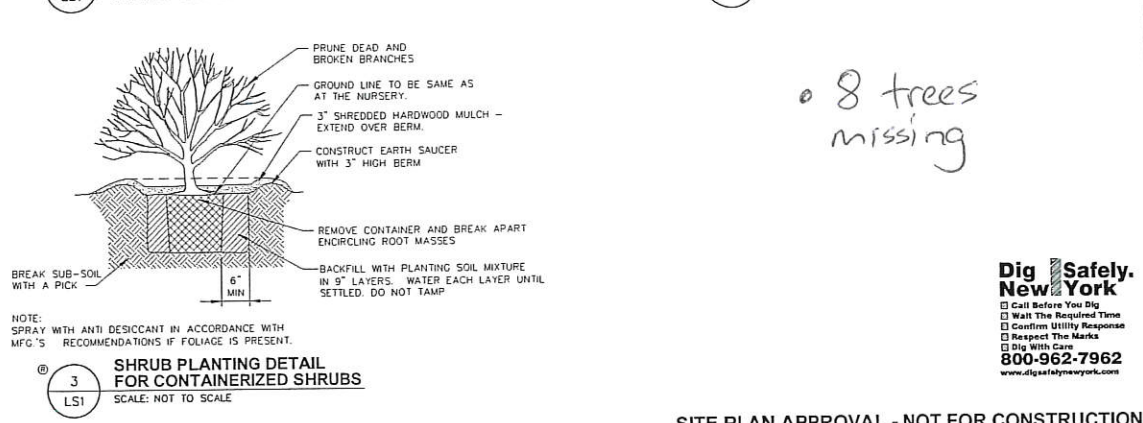 PRUNE DEAD AND
BROKEN BRANCHES
GROUND LINE TO BE SAME AS
AT THE NURSERY.
3" SHREDDED HARDWOOD MULCH –
EXTEND OVER BERM.
CONSTRUCT EARTH SAUCER
WITH 3" HIGH BERM
REMOVE CONTAINER AND BREAK APART
ENCIRCLING ROOT MASSES
BACKFILL WITH PLANTING SOIL MIXTURE
IN 9" LAYERS. WATER EACH LAYER UNTIL
SETTLED. DO NOT TAMP
BREAK SUB-SOIL
WITH A PICK
6"
MIN
NOTE:
SPRAY WITH ANTI DESICCANT IN ACCORDANCE WITH
MFG.'S RECOMMENDATIONS IF FOLIAGE IS PRESENT.
®
3
LS1
SHRUB PLANTING DETAIL
FOR CONTAINERIZED SHRUBS
SCALE: NOT TO SCALE
• 8 trees
missing
Dig Safely.
New York
Call Before You Dig
Wait The Required Time
Confirm Utility Response
Respect The Marks
Dig With Care
800-962-7962
www.digsafelynewyork.com
SITE PLAN APPROVAL - NOT FOR CONSTRUCTION